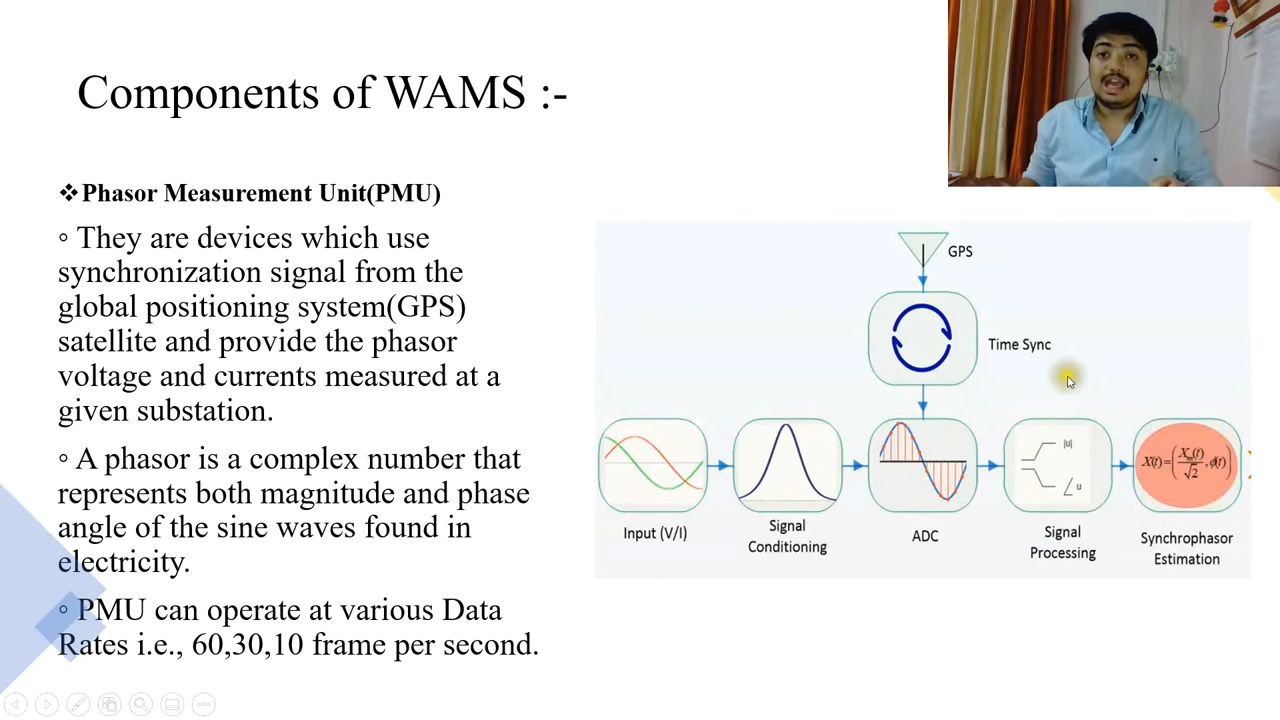 Components of WAMS :-
❖Phasor Measurement Unit(PMU)
◦ They are devices which use
synchronization signal from the
global positioning system(GPS)
satellite and provide the phasor
voltage and currents measured at a
given substation.
◦ A phasor is a complex number that
represents both magnitude and phase
angle of the sine waves found in
electricity.
◦ PMU can operate at various Data
Rates i.e., 60,30,10 frame per second.
GPS
Time Sync
|u|
∠u
X(t)=(Xm(t)/√2,ϕ(t))
Input (V/I)
Signal
Conditioning
ADC
Signal
Processing
Synchrophasor
Estimation